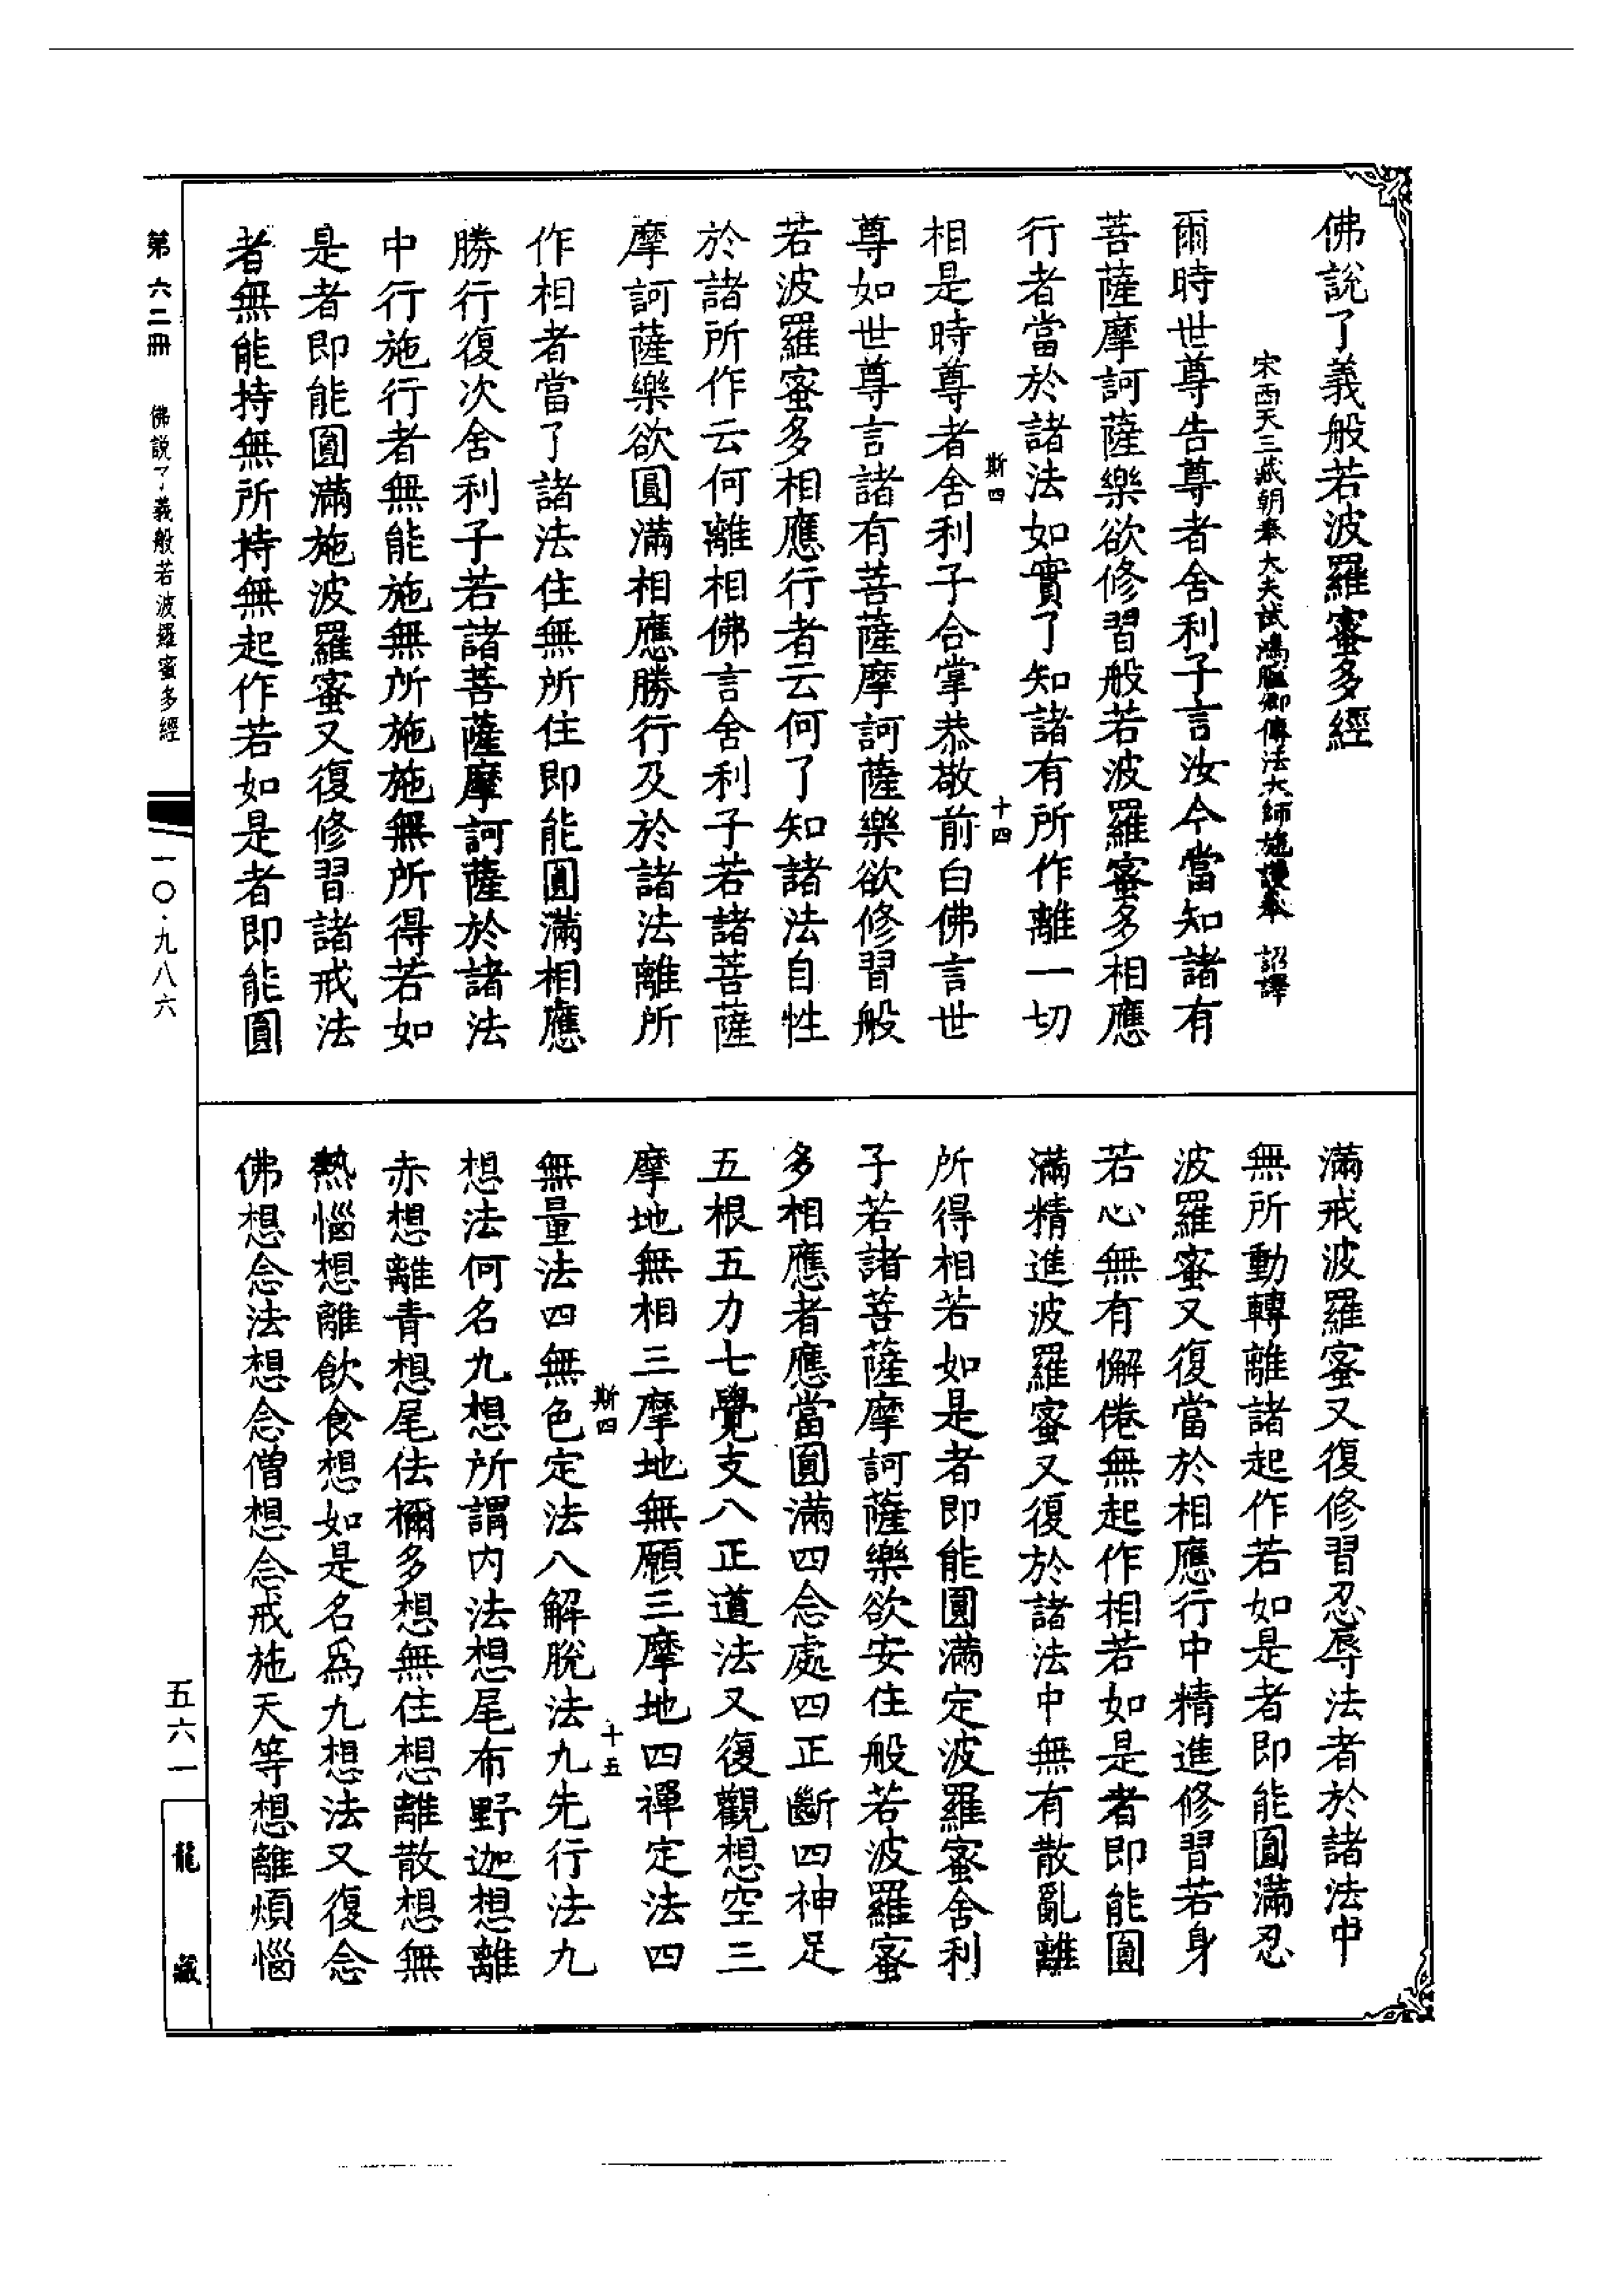 佛說了義般若波羅蜜多經
宋西天三藏朝奉大夫試鴻臚卿傳法大師施護奉 詔譯
爾時世尊告尊者舍利子言汝今當知諸有
菩薩摩訶薩樂欲修習般若波羅蜜多相應
行者當於諸法如實了知諸有所作離一切
斯四 十四
相是時尊者舍利子合掌恭敬前白佛言世
尊如世尊言諸有菩薩摩訶薩樂欲修習般
若波羅蜜多相應行者云何了知諸法自性
於諸所作云何離相佛言舍利子若諸菩薩
摩訶薩樂欲圓滿相應勝行及於諸法離所
作相者當了諸法住無所住即能圓滿相應
勝行復次舍利子若諸菩薩摩訶薩於諸法
中行施行者無能施無所施施無所得若如
是者即能圓滿施波羅蜜又復修習諸戒法
者無能持無所持無起作若如是者即能圓
滿戒波羅蜜又復修習忍辱法者於諸法中
無所動轉離諸起作若如是者即能圓滿忍
波羅蜜又復當於相應行中精進修習若身
若心無有懈倦無起作相若如是者即能圓
滿精進波羅蜜又復於諸法中無有散亂離
所得相若如是者即能圓滿定波羅蜜舍利
子若諸菩薩摩訶薩樂欲安住般若波羅蜜
多相應者應當圓滿四念處四正斷四神足
五根五力七覺支八正道法又復觀想空三
摩地無相三摩地無願三摩地四禪定法四
斯四 十五
無量法四無色定法八解脫法九先行法九
想法何名九想所謂內法想尾布野迦想離
赤想離青想尾佉禰多想無住想離散想無
熱惱想離飲食想如是名為九想法又復念
佛想念法想念僧想念戒施天等想離煩惱
第六二冊 佛説了義般若波羅蜜多經 一〇·九八六
五六一
龍藏